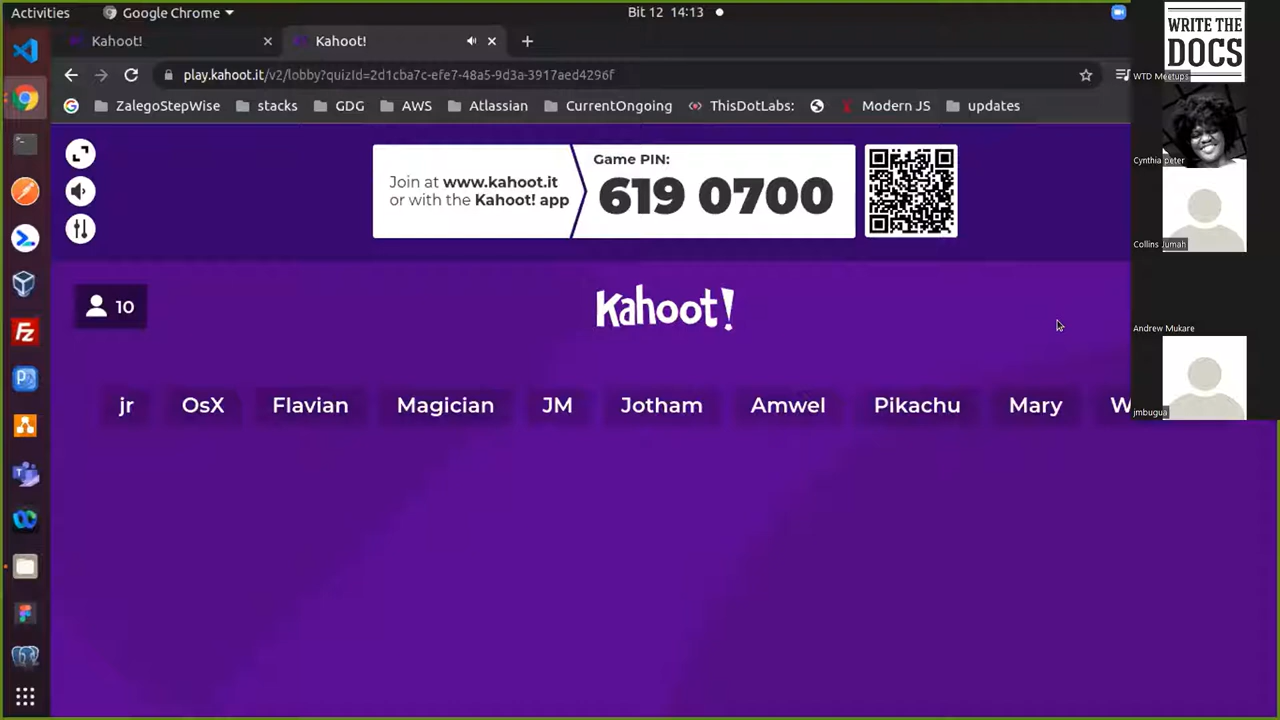 Activities
Google Chrome
Bit 12 14:13
Kahoot!
Kahoot!
play.kahoot.it/v2/lobby?quizId=2d1cba7c-efe7-48a5-9d3a-3917aed4296f
ZalegoStepWise
stacks
GDG
AWS
Atlassian
CurrentOngoing
ThisDotLabs:
Modern JS
updates
Join at www.kahoot.it
or with the Kahoot! app
Game PIN:
619 0700
10
Kahoot!
jr
OsX
Flavian
Magician
JM
Jotham
Amwel
Pikachu
Mary
W
WRITE THE
DOCS
WTD Meetups
Cynthia peter
Collins Jumah
Andrew Mukare
jmbugua